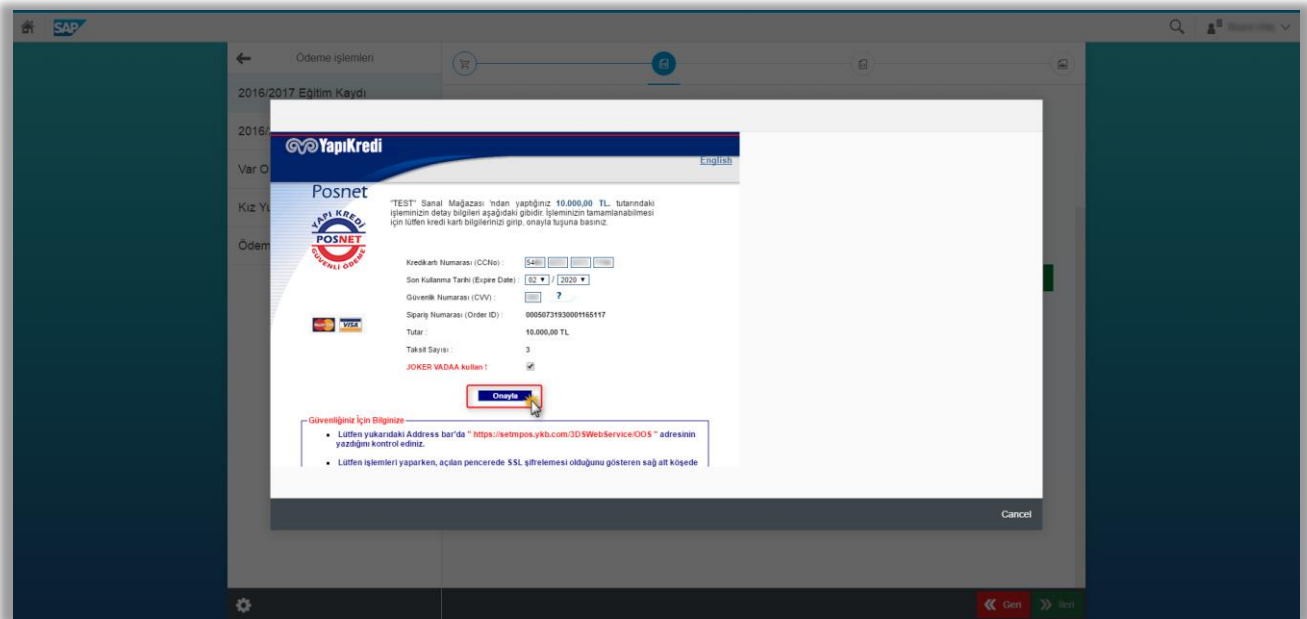 SAP
Ödeme işlemleri
2016/2017 Eğitim Kaydı
2016/
Var O
Kız Yu
Ödem
YapıKredi
English
Posnet
YAPI KREDİ
POSNET
GÜVENLİ ÖDEME
"TEST" Sanal Mağazası 'ndan yaptığınız 10.000,00 TL. tutarındaki
işleminizin detay bilgileri aşağıdaki gibidir. İşleminizin tamamlanabilmesi
için lütfen kredi kartı bilgilerinizi girip, onayla tuşuna basınız.
Kredikartı Numarası (CCNo) :
Son Kullanma Tarihi (Expire Date) : 02 / 2020
Güvenlik Numarası (CVV) : ?
Sipariş Numarası (Order ID) : 00050731930001165117
Tutar : 10.000,00 TL
Taksit Sayısı : 3
JOKER VADAA kullan !
MasterCard VISA
Onayla
Güvenliğiniz İçin Bilginize
Lütfen yukarıdaki Address bar'da " https://setmpos.ykb.com/3DSWebService/OOS " adresinin
yazdığını kontrol ediniz.
Lütfen işlemleri yaparken, açılan pencerede SSL şifrelemesi olduğunu gösteren sağ alt köşede
Cancel
Geri
İleri